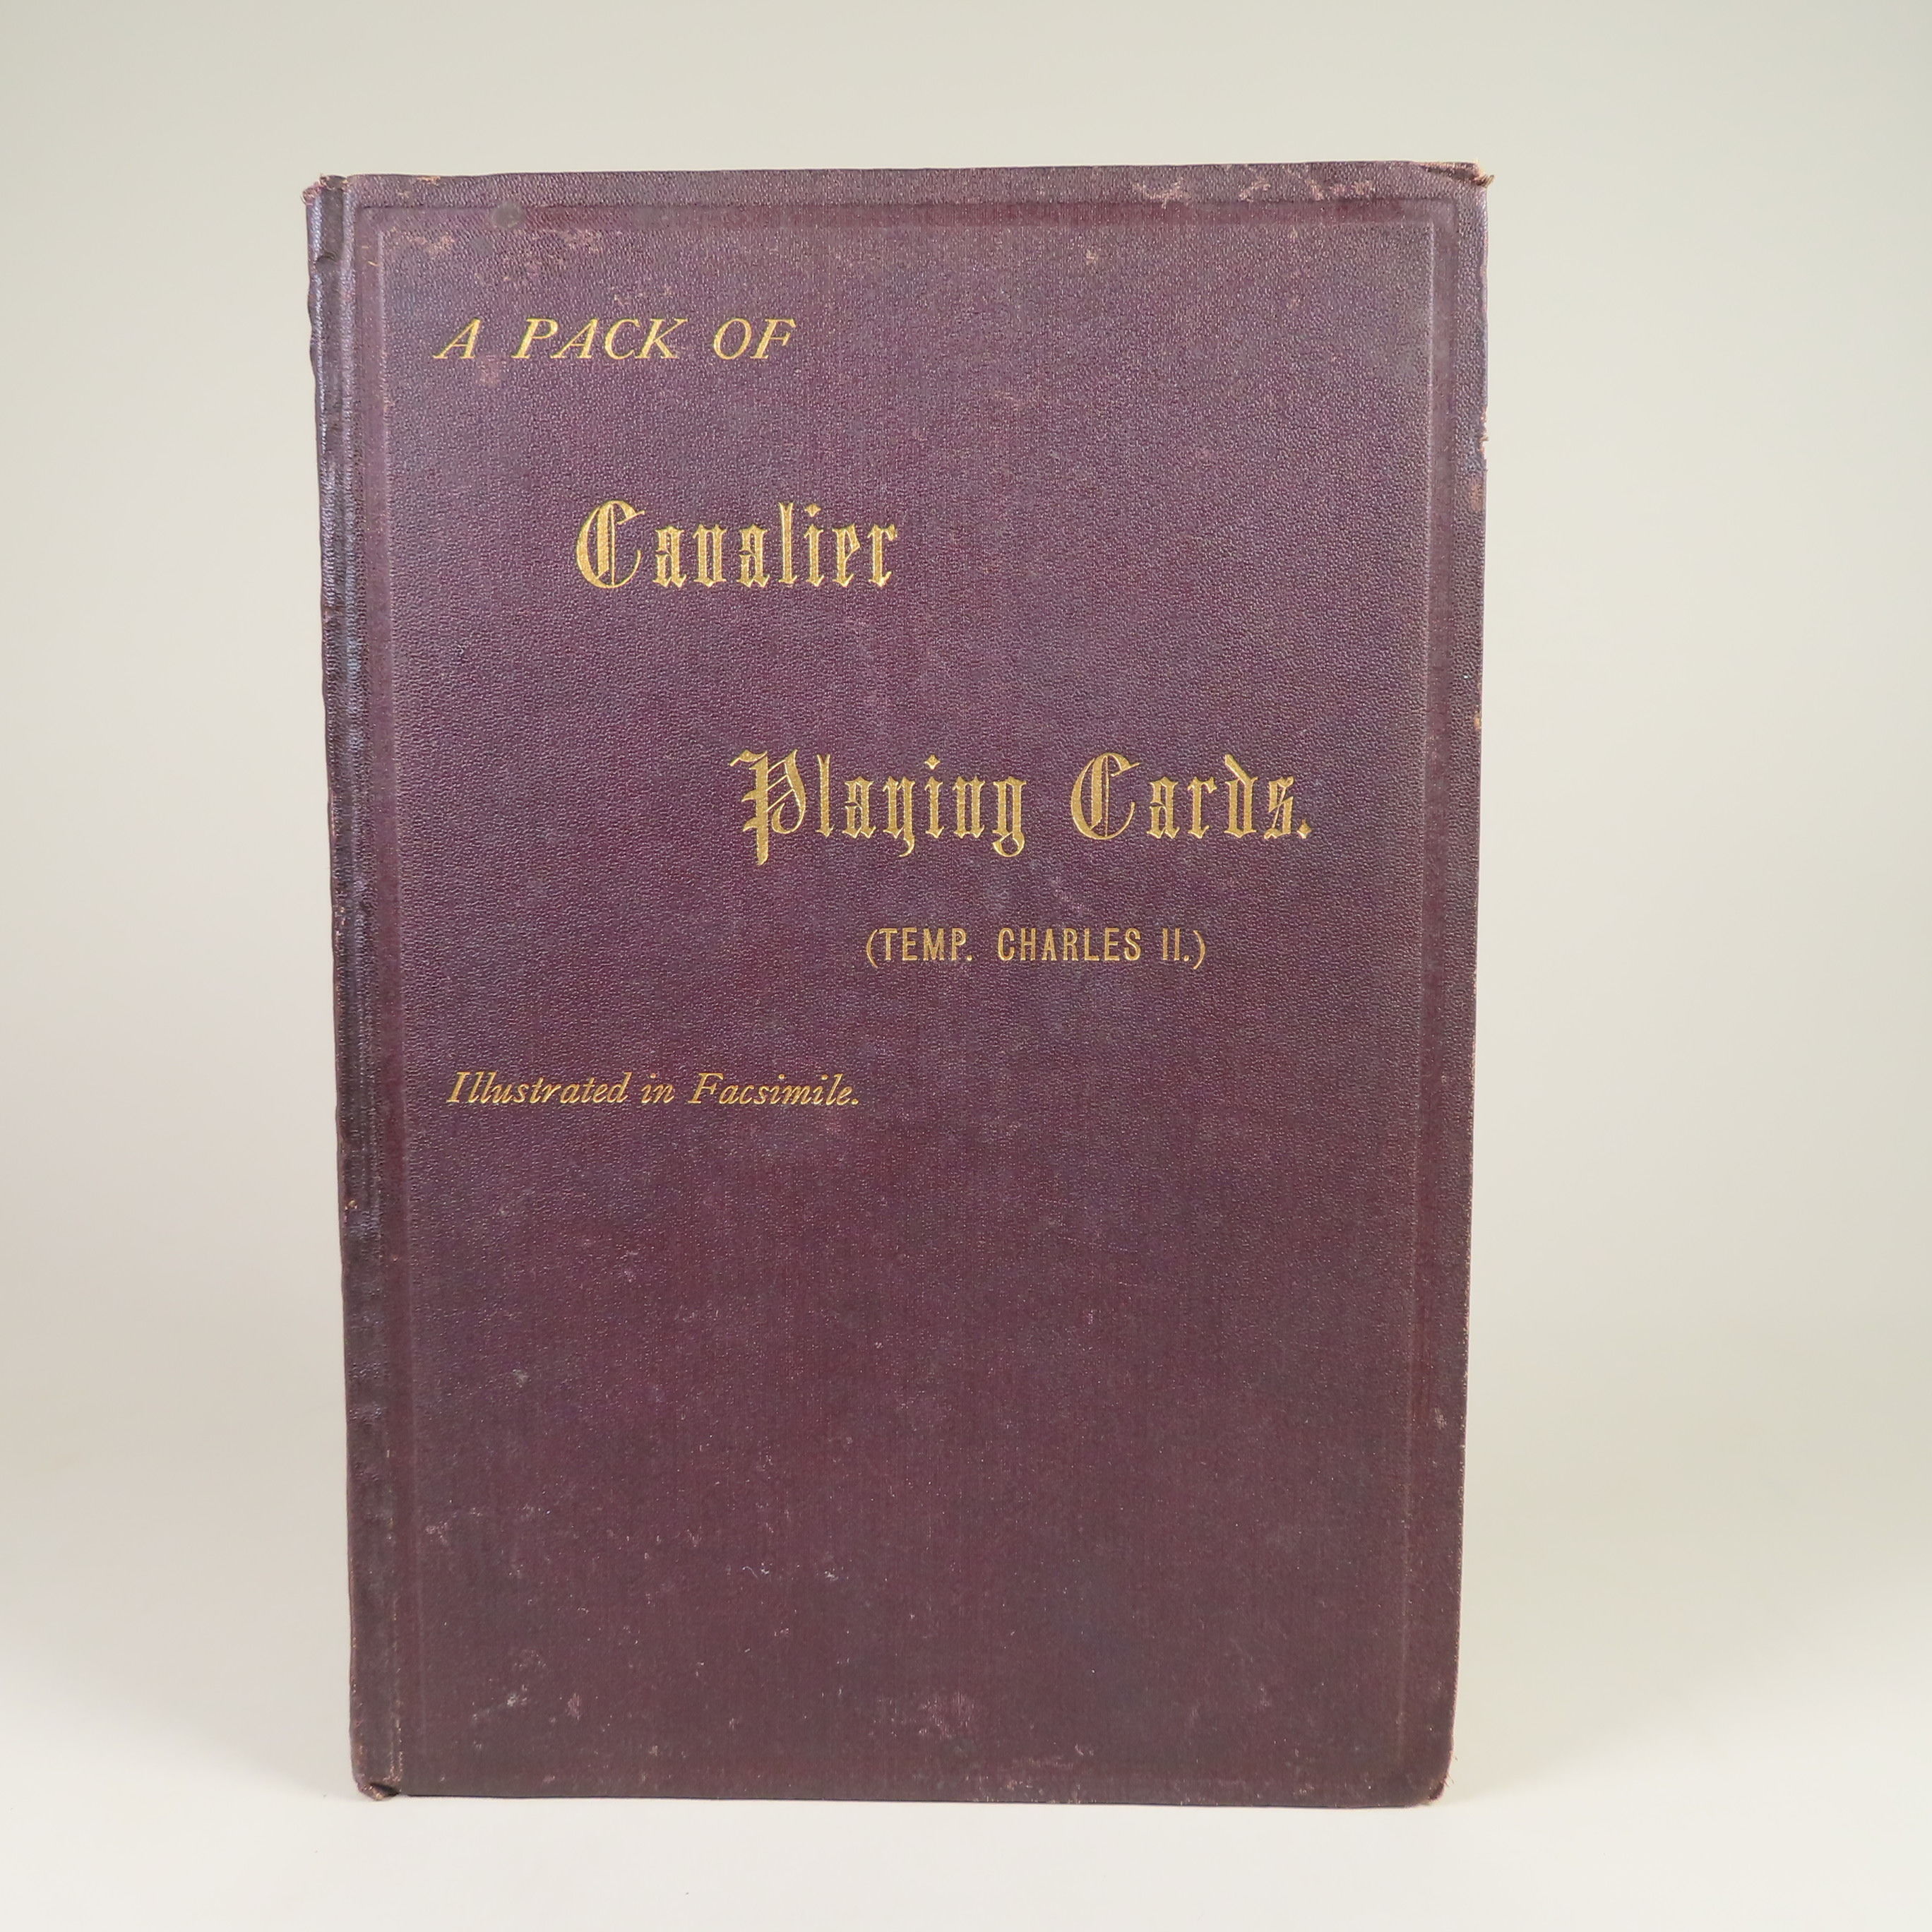 A PACK OF
Cavalier
Playing Cards.
(TEMP. CHARLES II.)
Illustrated in Facsimile.